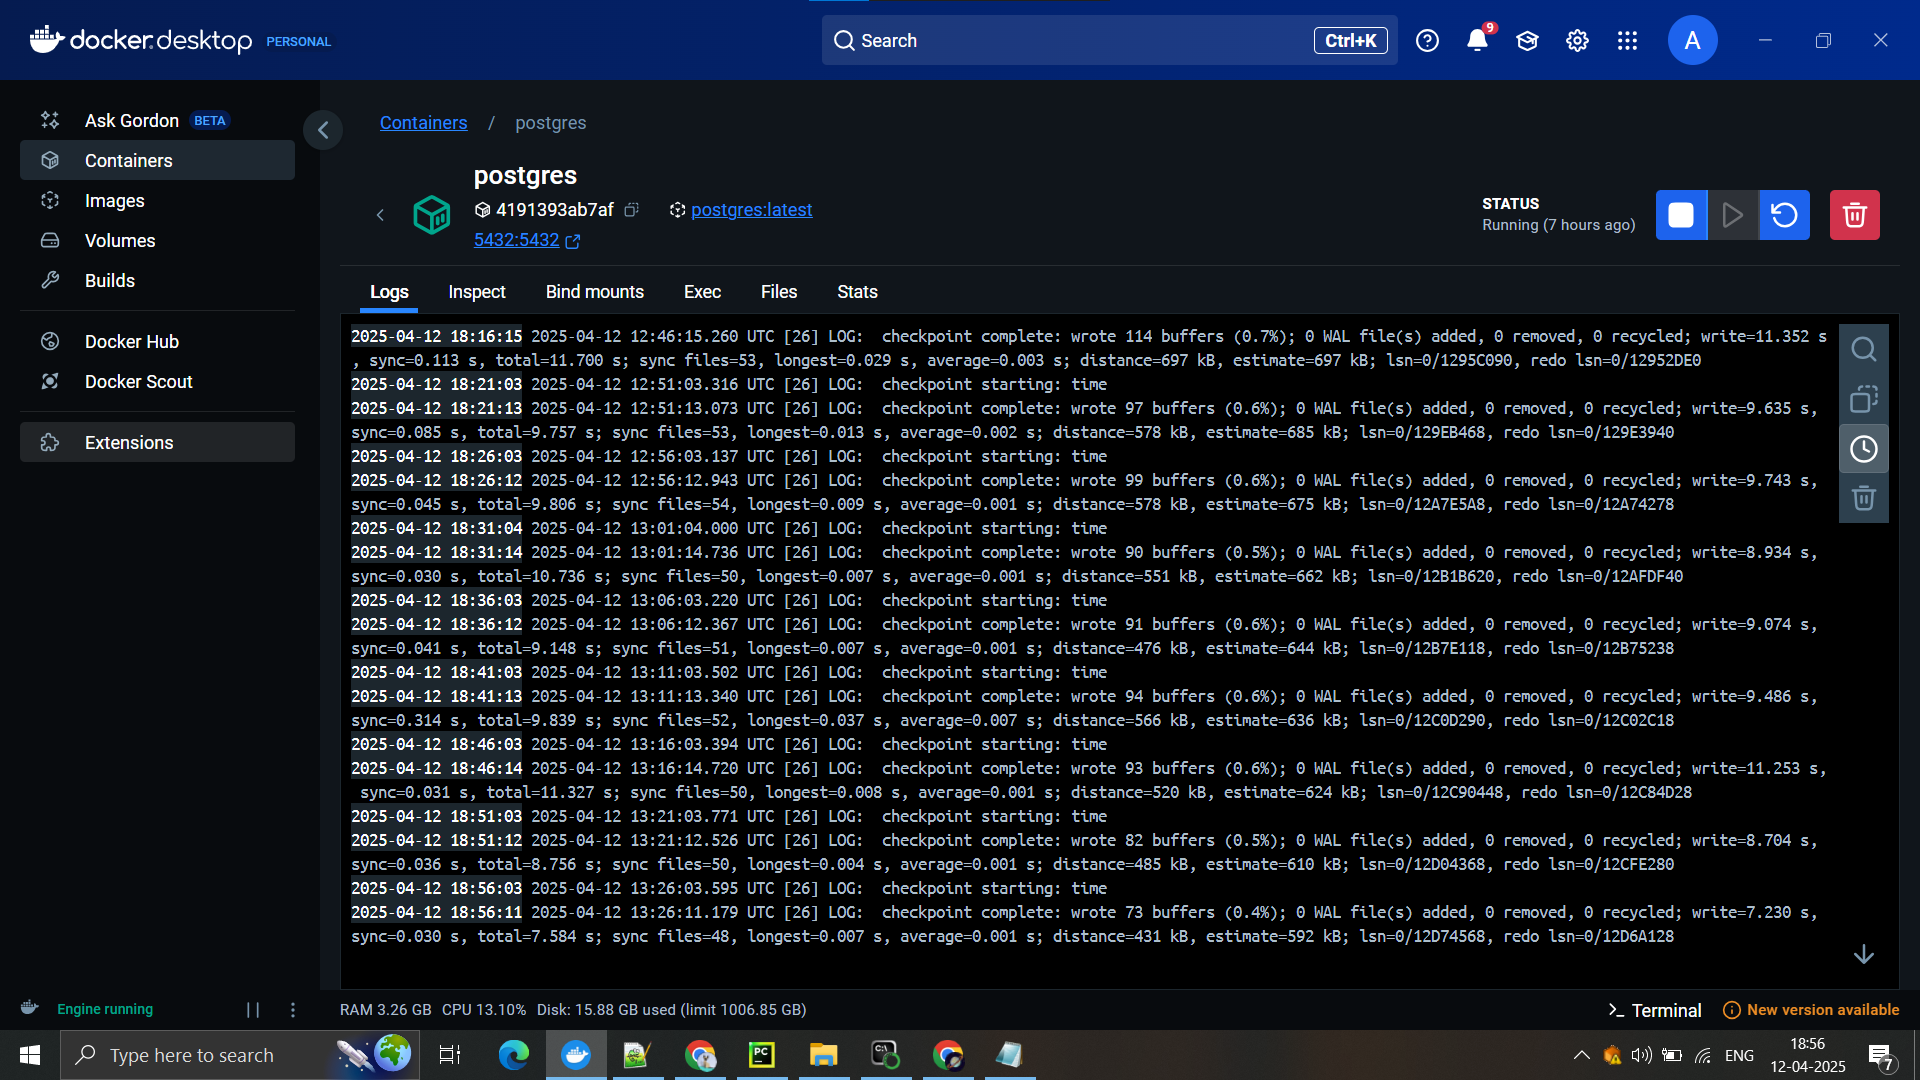 docker.desktop PERSONAL
Search Ctrl+K
9
A
Ask Gordon BETA
Containers
Images
Volumes
Builds
Docker Hub
Docker Scout
Extensions
Containers / postgres
postgres
4191393ab7af postgres:latest
5432:5432
STATUS
Running (7 hours ago)
Logs Inspect Bind mounts Exec Files Stats
2025-04-12 18:16:15 2025-04-12 12:46:15.260 UTC [26] LOG:  checkpoint complete: wrote 114 buffers (0.7%); 0 WAL file(s) added, 0 removed, 0 recycled; write=11.352 s
, sync=0.113 s, total=11.700 s; sync files=53, longest=0.029 s, average=0.003 s; distance=697 kB, estimate=697 kB; lsn=0/1295C090, redo lsn=0/12952DE0
2025-04-12 18:21:03 2025-04-12 12:51:03.316 UTC [26] LOG:  checkpoint starting: time
2025-04-12 18:21:13 2025-04-12 12:51:13.073 UTC [26] LOG:  checkpoint complete: wrote 97 buffers (0.6%); 0 WAL file(s) added, 0 removed, 0 recycled; write=9.635 s,
sync=0.085 s, total=9.757 s; sync files=53, longest=0.013 s, average=0.002 s; distance=578 kB, estimate=685 kB; lsn=0/129EB468, redo lsn=0/129E3940
2025-04-12 18:26:03 2025-04-12 12:56:03.137 UTC [26] LOG:  checkpoint starting: time
2025-04-12 18:26:12 2025-04-12 12:56:12.943 UTC [26] LOG:  checkpoint complete: wrote 99 buffers (0.6%); 0 WAL file(s) added, 0 removed, 0 recycled; write=9.743 s,
sync=0.045 s, total=9.806 s; sync files=54, longest=0.009 s, average=0.001 s; distance=578 kB, estimate=675 kB; lsn=0/12A7E5A8, redo lsn=0/12A74278
2025-04-12 18:31:04 2025-04-12 13:01:04.000 UTC [26] LOG:  checkpoint starting: time
2025-04-12 18:31:14 2025-04-12 13:01:14.736 UTC [26] LOG:  checkpoint complete: wrote 90 buffers (0.5%); 0 WAL file(s) added, 0 removed, 0 recycled; write=8.934 s,
sync=0.030 s, total=10.736 s; sync files=50, longest=0.007 s, average=0.001 s; distance=551 kB, estimate=662 kB; lsn=0/12B1B620, redo lsn=0/12AFDF40
2025-04-12 18:36:03 2025-04-12 13:06:03.220 UTC [26] LOG:  checkpoint starting: time
2025-04-12 18:36:12 2025-04-12 13:06:12.367 UTC [26] LOG:  checkpoint complete: wrote 91 buffers (0.6%); 0 WAL file(s) added, 0 removed, 0 recycled; write=9.074 s,
sync=0.041 s, total=9.148 s; sync files=51, longest=0.007 s, average=0.001 s; distance=476 kB, estimate=644 kB; lsn=0/12B7E118, redo lsn=0/12B75238
2025-04-12 18:41:03 2025-04-12 13:11:03.502 UTC [26] LOG:  checkpoint starting: time
2025-04-12 18:41:13 2025-04-12 13:11:13.340 UTC [26] LOG:  checkpoint complete: wrote 94 buffers (0.6%); 0 WAL file(s) added, 0 removed, 0 recycled; write=9.486 s,
sync=0.314 s, total=9.839 s; sync files=52, longest=0.037 s, average=0.007 s; distance=566 kB, estimate=636 kB; lsn=0/12C0D290, redo lsn=0/12C02C18
2025-04-12 18:46:03 2025-04-12 13:16:03.394 UTC [26] LOG:  checkpoint starting: time
2025-04-12 18:46:14 2025-04-12 13:16:14.720 UTC [26] LOG:  checkpoint complete: wrote 93 buffers (0.6%); 0 WAL file(s) added, 0 removed, 0 recycled; write=11.253 s,
sync=0.031 s, total=11.327 s; sync files=50, longest=0.008 s, average=0.001 s; distance=520 kB, estimate=624 kB; lsn=0/12C90448, redo lsn=0/12C84D28
2025-04-12 18:51:03 2025-04-12 13:21:03.771 UTC [26] LOG:  checkpoint starting: time
2025-04-12 18:51:12 2025-04-12 13:21:12.526 UTC [26] LOG:  checkpoint complete: wrote 82 buffers (0.5%); 0 WAL file(s) added, 0 removed, 0 recycled; write=8.704 s,
sync=0.036 s, total=8.756 s; sync files=50, longest=0.004 s, average=0.001 s; distance=485 kB, estimate=610 kB; lsn=0/12D04368, redo lsn=0/12CFE280
2025-04-12 18:56:03 2025-04-12 13:26:03.595 UTC [26] LOG:  checkpoint starting: time
2025-04-12 18:56:11 2025-04-12 13:26:11.179 UTC [26] LOG:  checkpoint complete: wrote 73 buffers (0.4%); 0 WAL file(s) added, 0 removed, 0 recycled; write=7.230 s,
sync=0.030 s, total=7.584 s; sync files=48, longest=0.007 s, average=0.001 s; distance=431 kB, estimate=592 kB; lsn=0/12D74568, redo lsn=0/12D6A128
Engine running
RAM 3.26 GB CPU 13.10% Disk: 15.88 GB used (limit 1006.85 GB)
Terminal
New version available
Type here to search
PC
C:\
ENG
18:56
12-04-2025
7